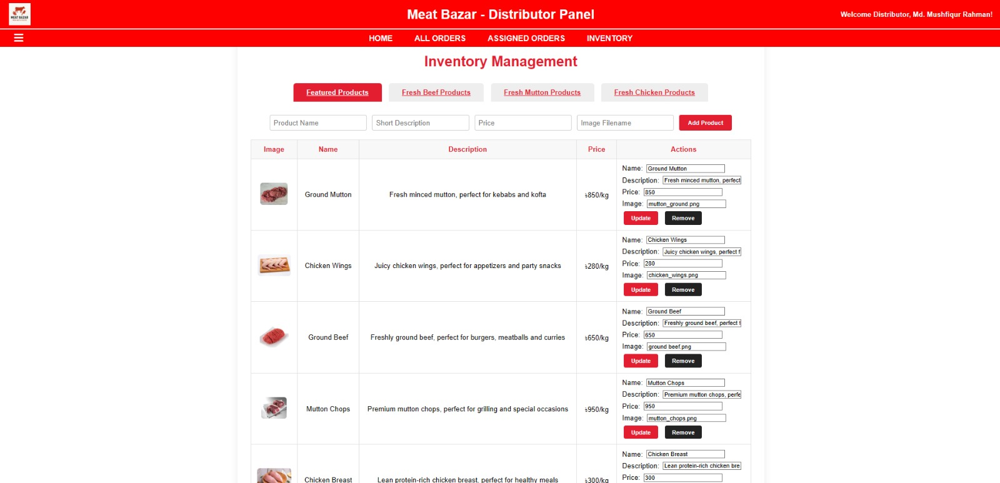 MEAT BAZAR
Meat Bazar - Distributor Panel
Welcome Distributor, Md. Mushfiqur Rahman!
HOME ALL ORDERS ASSIGNED ORDERS INVENTORY
Inventory Management
Featured Products Fresh Beef Products Fresh Mutton Products Fresh Chicken Products
Product Name Short Description Price Image Filename Add Product
Image Name Description Price Actions
Ground Mutton Fresh minced mutton, perfect for kebabs and kofta ৳850/kg
Name: Ground Mutton
Description: Fresh minced mutton, perfect
Price: 850
Image: mutton_ground.png
Update Remove
Chicken Wings Juicy chicken wings, perfect for appetizers and party snacks ৳280/kg
Name: Chicken Wings
Description: Juicy chicken wings, perfect f
Price: 280
Image: chicken_wings.png
Update Remove
Ground Beef Freshly ground beef, perfect for burgers, meatballs and curries ৳650/kg
Name: Ground Beef
Description: Freshly ground beef, perfect f
Price: 650
Image: ground beef.png
Update Remove
Mutton Chops Premium mutton chops, perfect for grilling and special occasions ৳950/kg
Name: Mutton Chops
Description: Premium mutton chops, perfe
Price: 950
Image: mutton_chops.png
Update Remove
Chicken Breast Lean protein-rich chicken breast, perfect for healthy meals ৳300/kg
Name: Chicken Breast
Description: Lean protein-rich chicken bre
Price: 300